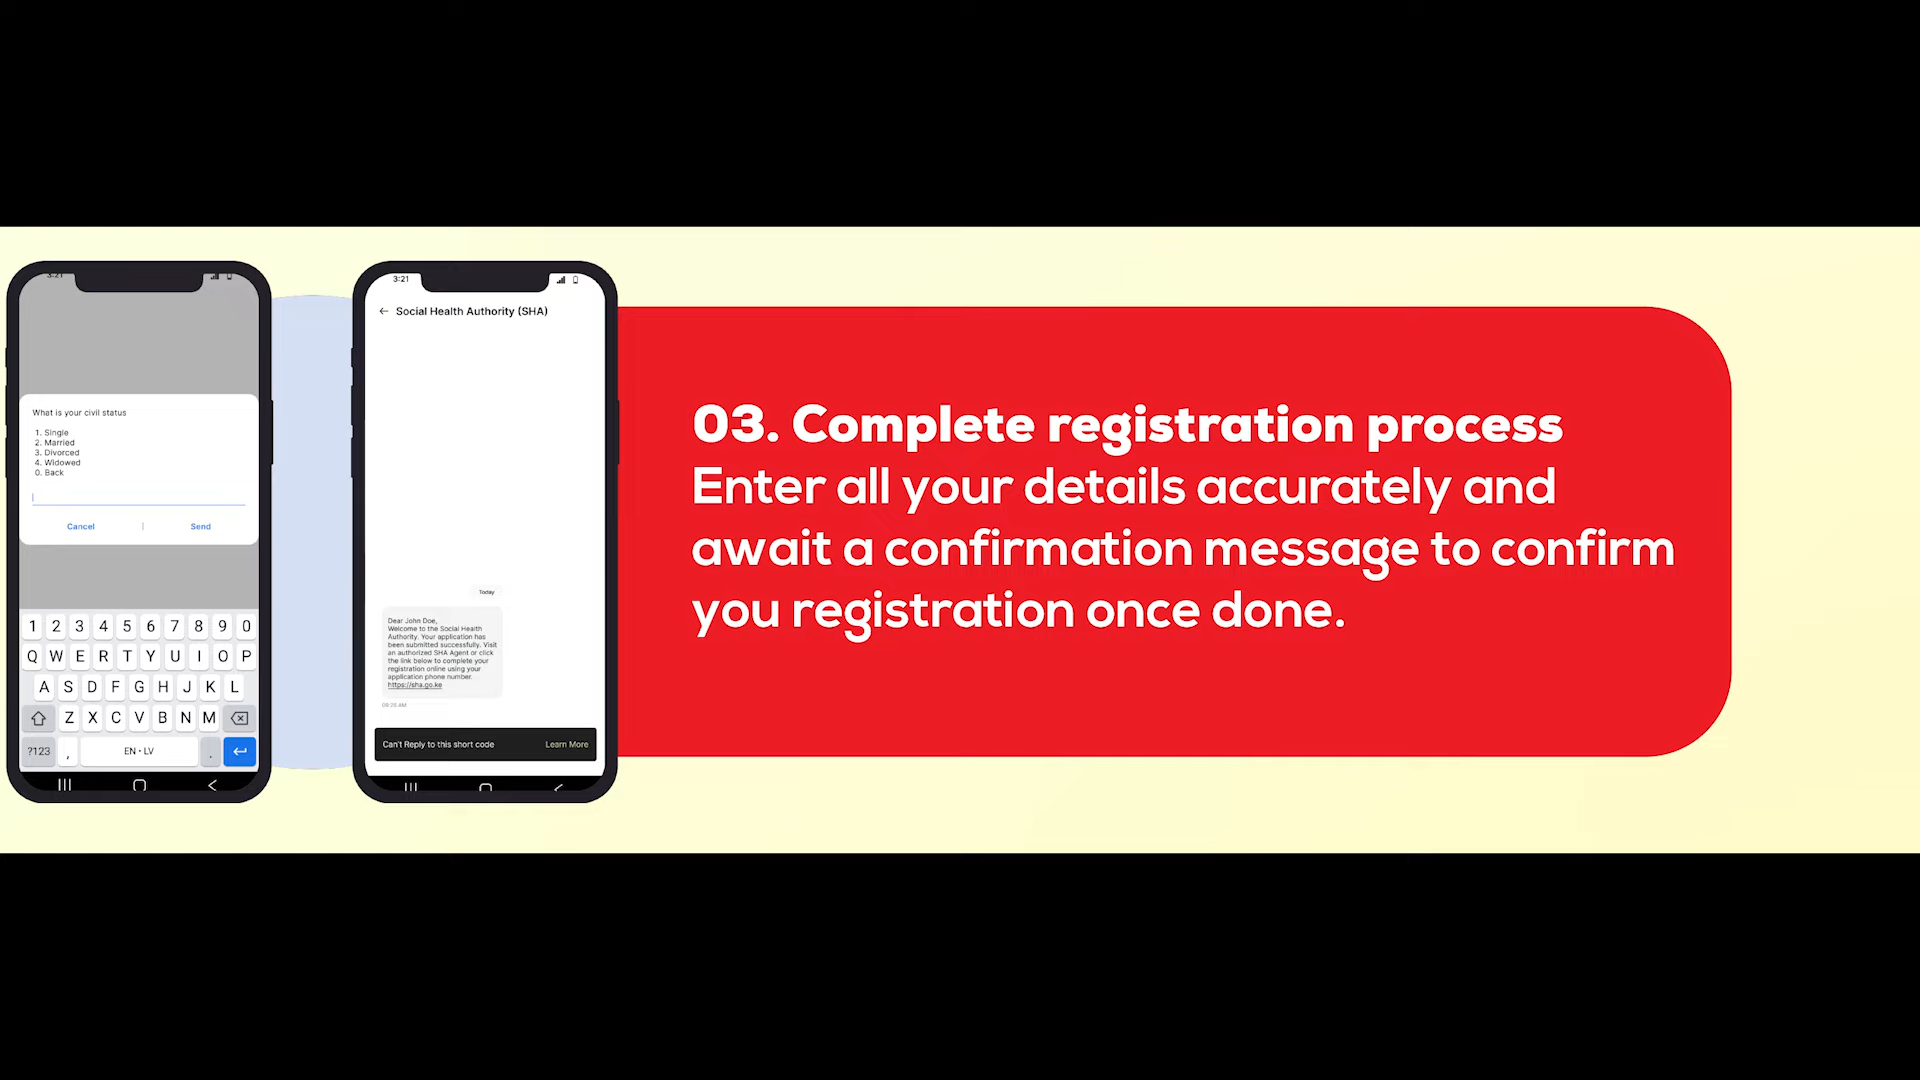 3:21
What is your civil status
1. Single
2. Married
3. Divorced
4. Widowed
0. Back
Cancel | Send
1 2 3 4 5 6 7 8 9 0
Q W E R T Y U I O P
A S D F G H J K L
Z X C V B N M
?123 , EN • LV .
3:21
Social Health Authority (SHA)
Today
Dear John Doe,
Welcome to the Social Health
Authority. Your application has
been submitted successfully. Visit
an authorized SHA Agent or click
the link below to complete your
registration online using your
application phone number.
https://sha.go.ke
09:25 AM
Can't Reply to this short code Learn More
03. Complete registration process
Enter all your details accurately and
await a confirmation message to confirm
you registration once done.